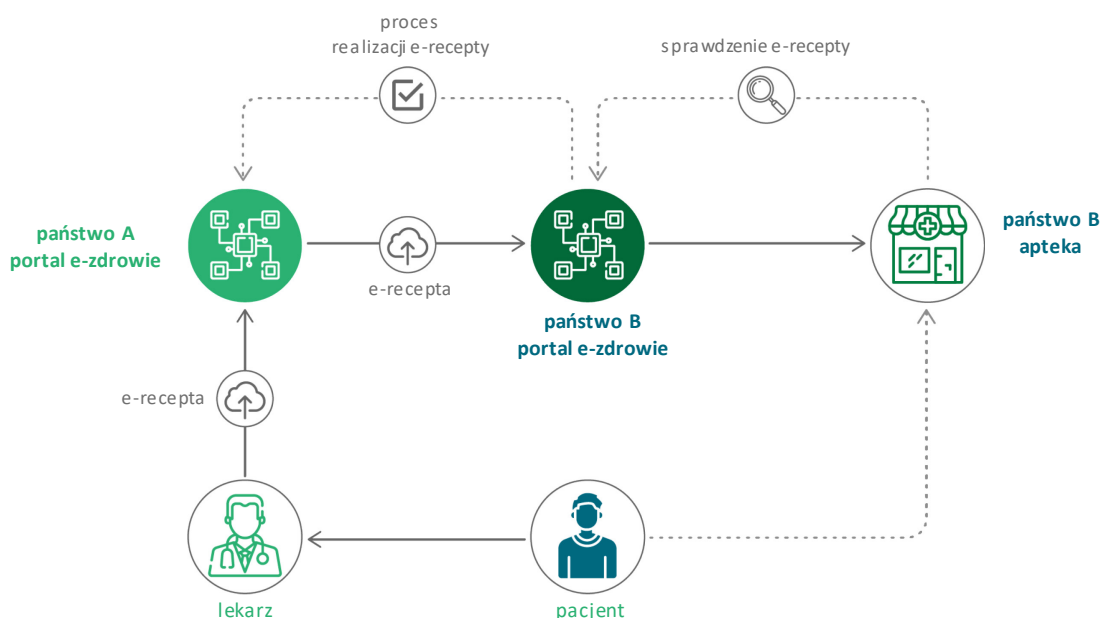 proces
realizacji e-recepty
sprawdzenie e-recepty
państwo A
portal e-zdrowie
e-recepta
państwo B
portal e-zdrowie
państwo B
apteka
e-recepta
lekarz
pacjent